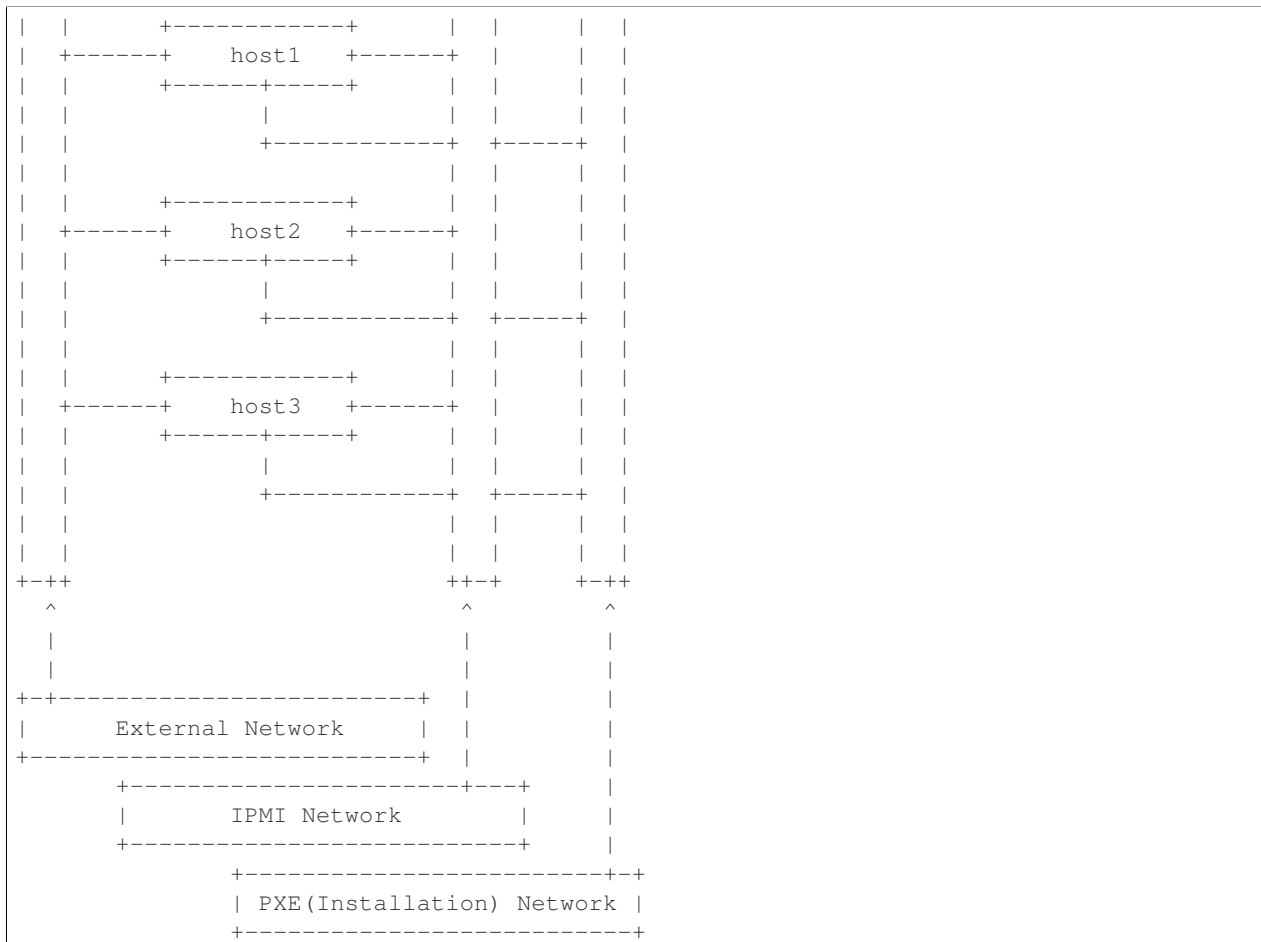 host1
host2
host3
External Network
IPMI Network
PXE(Installation) Network